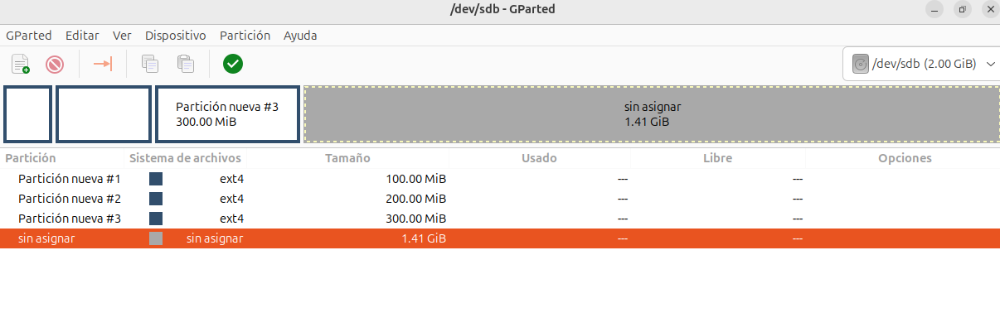 /dev/sdb - GParted
GParted Editar Ver Dispositivo Partición Ayuda
/dev/sdb (2.00 GiB)
Partición nueva #3
300.00 MiB
sin asignar
1.41 GiB
Partición Sistema de archivos Tamaño Usado Libre Opciones
Partición nueva #1 ext4 100.00 MiB --- ---
Partición nueva #2 ext4 200.00 MiB --- ---
Partición nueva #3 ext4 300.00 MiB --- ---
sin asignar sin asignar 1.41 GiB --- ---